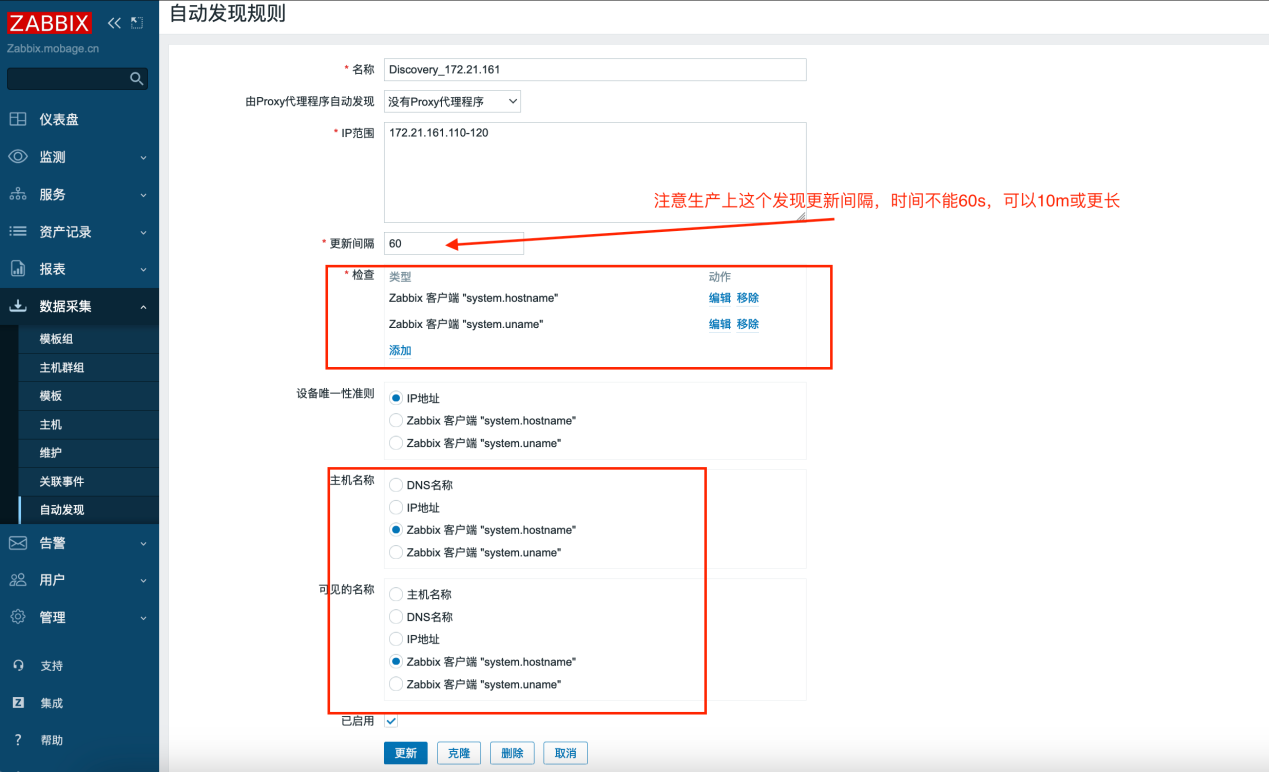 ZABBIX
Zabbix.mobage.cn
仪表盘
监测
服务
资产记录
报表
数据采集
模板组
主机群组
模板
主机
维护
关联事件
自动发现
告警
用户
管理
支持
Z 集成
? 帮助
自动发现规则
* 名称 Discovery_172.21.161
由Proxy代理程序自动发现 没有Proxy代理程序
* IP范围 172.21.161.110-120
注意生产上这个发现更新间隔，时间不能60s，可以10m或更长
* 更新间隔 60
* 检查 类型 动作
Zabbix 客户端 "system.hostname" 编辑 移除
Zabbix 客户端 "system.uname" 编辑 移除
添加
设备唯一性准则 IP地址
Zabbix 客户端 "system.hostname"
Zabbix 客户端 "system.uname"
主机名称 DNS名称
IP地址
Zabbix 客户端 "system.hostname"
Zabbix 客户端 "system.uname"
可见的名称 主机名称
DNS名称
IP地址
Zabbix 客户端 "system.hostname"
Zabbix 客户端 "system.uname"
已启用
更新 克隆 删除 取消